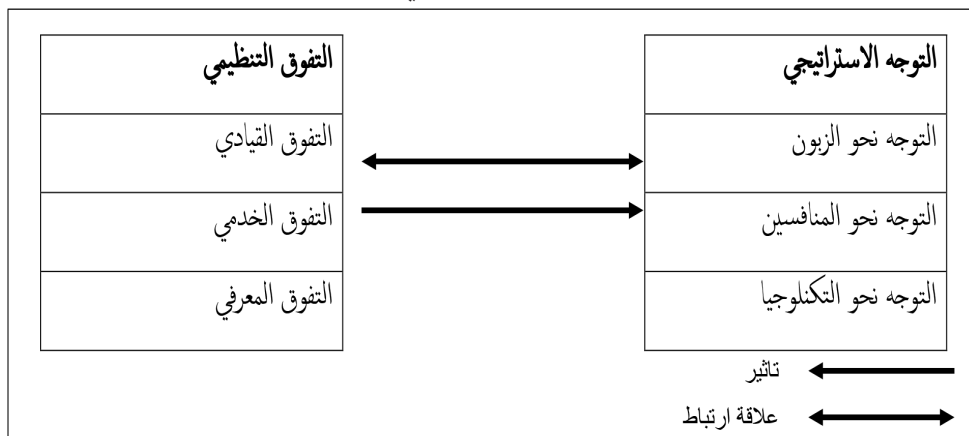 التوجه الاستراتيجي
التوجه نحو الزبون
التوجه نحو المنافسين
التوجه نحو التكنلوجيا
التفوق التنظيمي
التفوق القيادي
التفوق الخدمي
التفوق المعرفي
تاثير
علاقة ارتباط